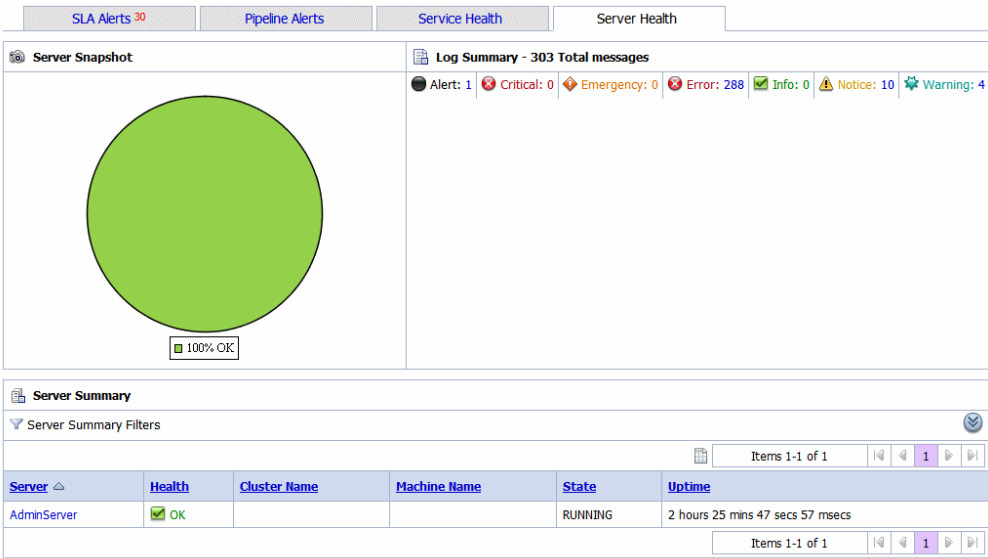 SLA Alerts 30 Pipeline Alerts Service Health Server Health
Server Snapshot
Log Summary - 303 Total messages
Alert: 1 Critical: 0 Emergency: 0 Error: 288 Info: 0 Notice: 10 Warning: 4
100% OK
Server Summary
Server Summary Filters
Items 1-1 of 1 1
Server Health Cluster Name Machine Name State Uptime
AdminServer OK RUNNING 2 hours 25 mins 47 secs 57 msecs
Items 1-1 of 1 1